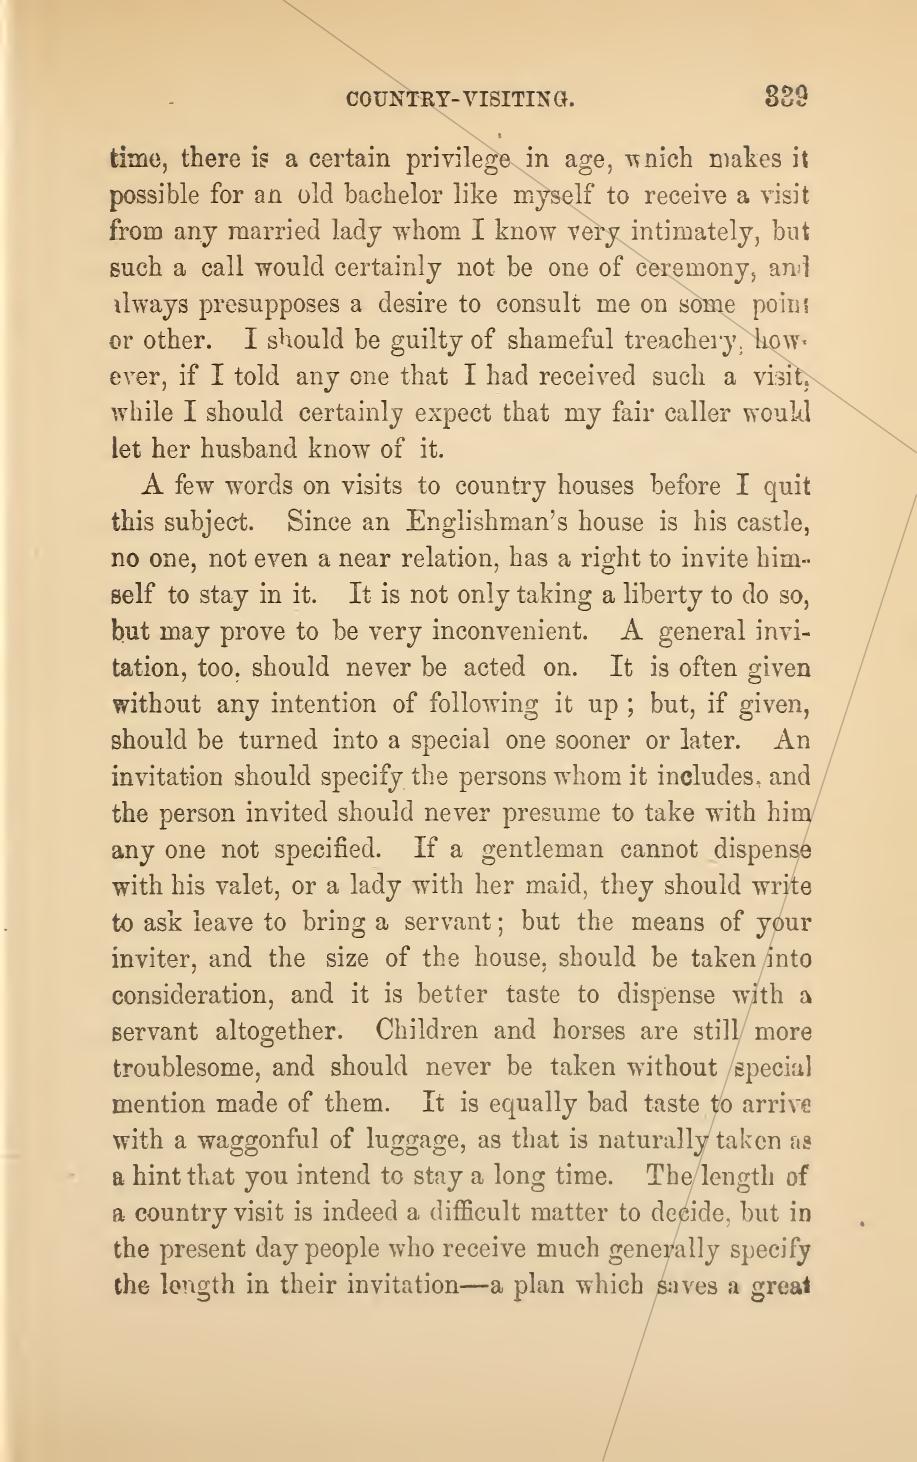 COUNTRY-VISITING. 339
time, there is a certain privilege in age, which makes it
possible for an old bachelor like myself to receive a visit
from any married lady whom I know very intimately, but
such a call would certainly not be one of ceremony, and
always presupposes a desire to consult me on some point
or other. I should be guilty of shameful treachery, how-
ever, if I told any one that I had received such a visit,
while I should certainly expect that my fair caller would
let her husband know of it.
A few words on visits to country houses before I quit
this subject. Since an Englishman's house is his castle,
no one, not even a near relation, has a right to invite him-
self to stay in it. It is not only taking a liberty to do so,
but may prove to be very inconvenient. A general invi-
tation, too, should never be acted on. It is often given
without any intention of following it up ; but, if given,
should be turned into a special one sooner or later. An
invitation should specify the persons whom it includes, and
the person invited should never presume to take with him
any one not specified. If a gentleman cannot dispense
with his valet, or a lady with her maid, they should write
to ask leave to bring a servant ; but the means of your
inviter, and the size of the house, should be taken into
consideration, and it is better taste to dispense with a
servant altogether. Children and horses are still more
troublesome, and should never be taken without special
mention made of them. It is equally bad taste to arrive
with a waggonful of luggage, as that is naturally taken as
a hint that you intend to stay a long time. The length of
a country visit is indeed a difficult matter to decide, but in
the present day people who receive much generally specify
the length in their invitation—a plan which saves a great